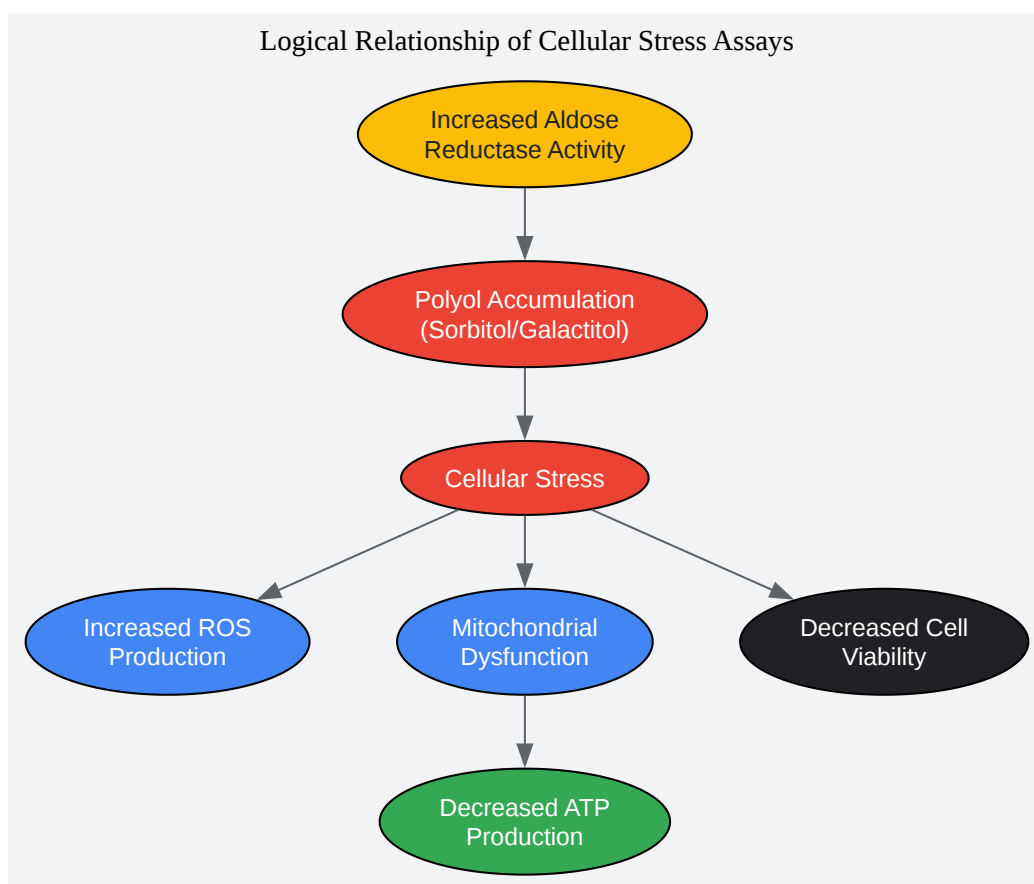 Logical Relationship of Cellular Stress Assays
Increased Aldose
Reductase Activity
Polyol Accumulation
(Sorbitol/Galactitol)
Cellular Stress
Increased ROS
Production
Mitochondrial
Dysfunction
Decreased Cell
Viability
Decreased ATP
Production